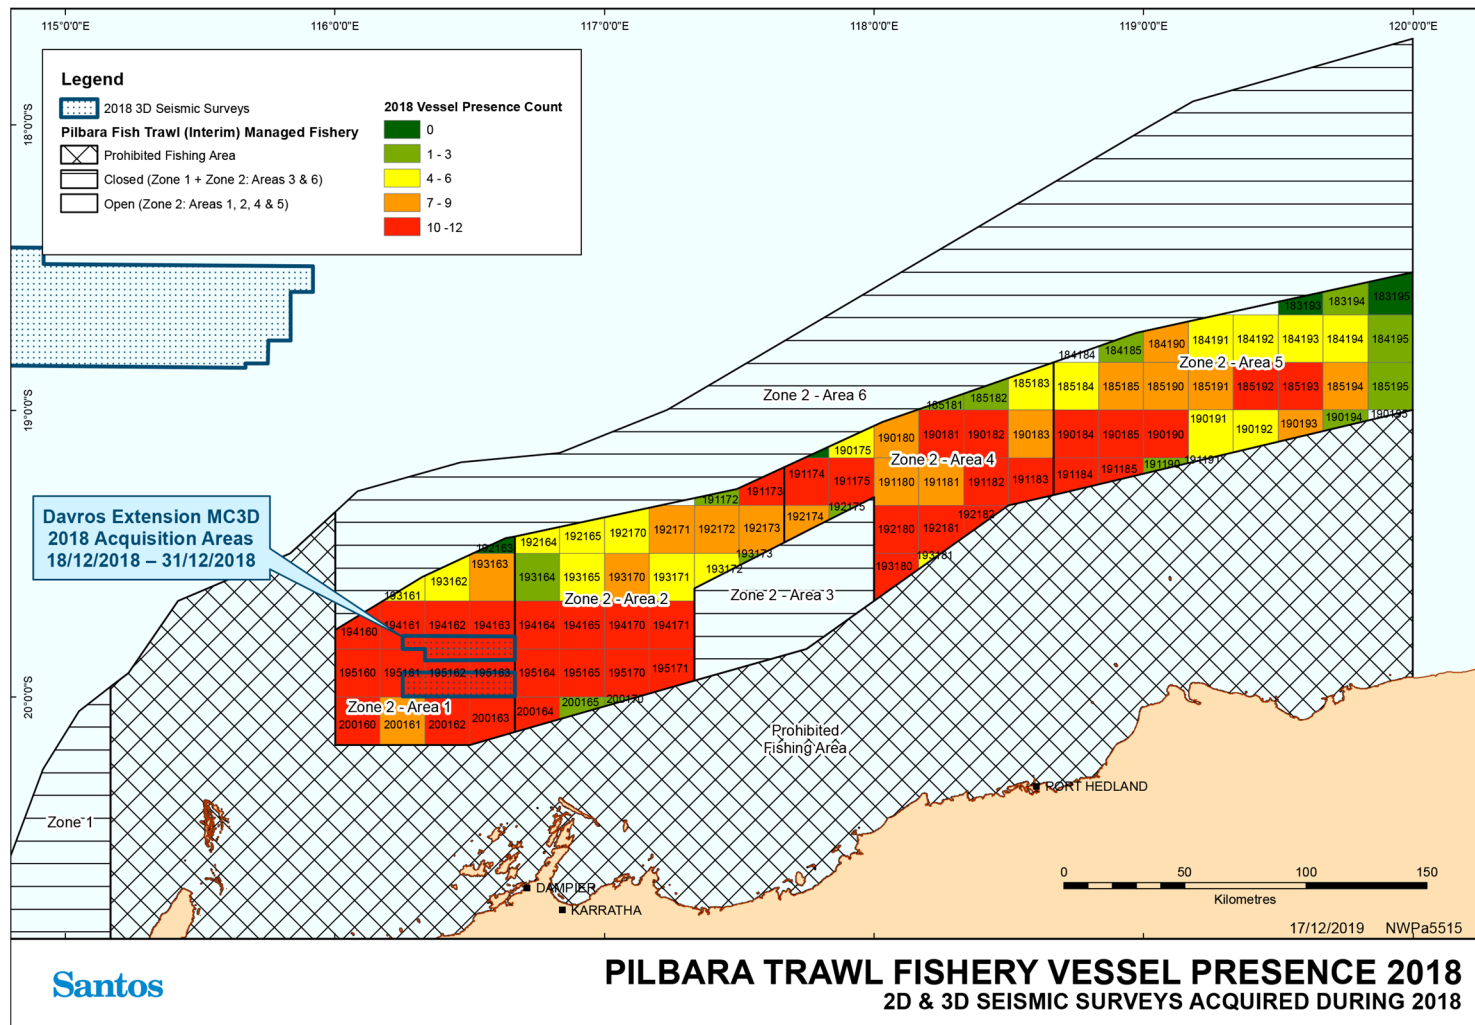 115°0'0"E
116°0'0"E
117°0'0"E
118°0'0"E
119°0'0"E
120°0'0"E
18°0'0"S
19°0'0"S
20°0'0"S
Legend
2018 3D Seismic Surveys
Pilbara Fish Trawl (Interim) Managed Fishery
Prohibited Fishing Area
Closed (Zone 1 + Zone 2: Areas 3 & 6)
Open (Zone 2: Areas 1, 2, 4 & 5)
2018 Vessel Presence Count
0
1 - 3
4 - 6
7 - 9
10 -12
183193
183194
183195
184184
184185
184190
184191
184192
184193
184194
184195
Zone 2 - Area 5
185181
185182
185183
185184
185185
185190
185191
185192
185193
185194
185195
Zone 2 - Area 6
190175
190180
190181
190182
190183
190184
190185
190190
190191
190192
190193
190194
190195
Zone 2 - Area 4
191172
191173
191174
191175
191180
191181
191182
191183
191184
191185
191190
191191
Davros Extension MC3D
2018 Acquisition Areas
18/12/2018 – 31/12/2018
192163
192164
192165
192170
192171
192172
192173
192174
192175
192180
192181
192182
193161
193162
193163
193164
193165
193170
193171
193172
193173
193180
193181
Zone 2 - Area 2
Zone 2 - Area 3
194160
194161
194162
194163
194164
194165
194170
194171
195160
195161
195162
195163
195164
195165
195170
195171
Zone 2 - Area 1
200160
200161
200162
200163
200164
200165
200170
Prohibited
Fishing Area
Zone 1
PORT HEDLAND
DAMPIER
KARRATHA
0
50
100
150
Kilometres
17/12/2019
NWPa5515
Santos
PILBARA TRAWL FISHERY VESSEL PRESENCE 2018
2D & 3D SEISMIC SURVEYS ACQUIRED DURING 2018